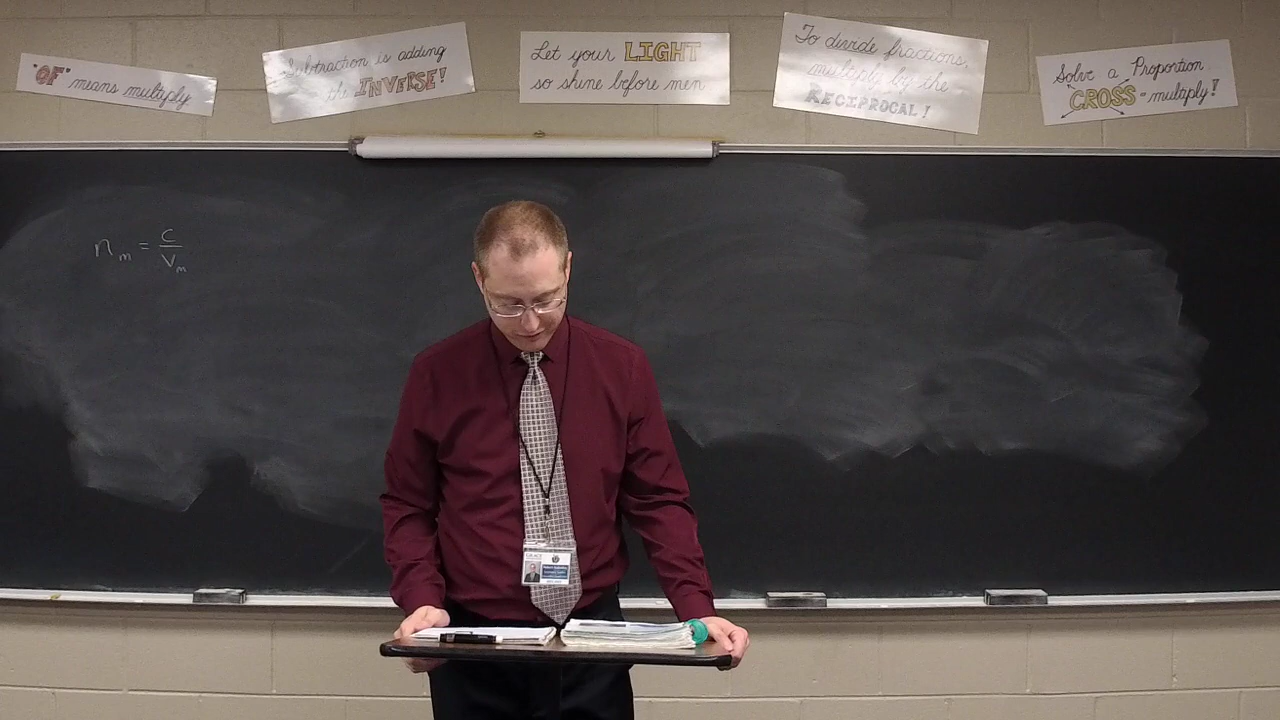 "OF" means multiply
Subtraction is adding
the INVERSE!
Let your LIGHT
so shine before men
To divide fractions,
multiply by the
RECIPROCAL!
Solve a Proportion
CROSS-multiply!
n_m = c/V_m